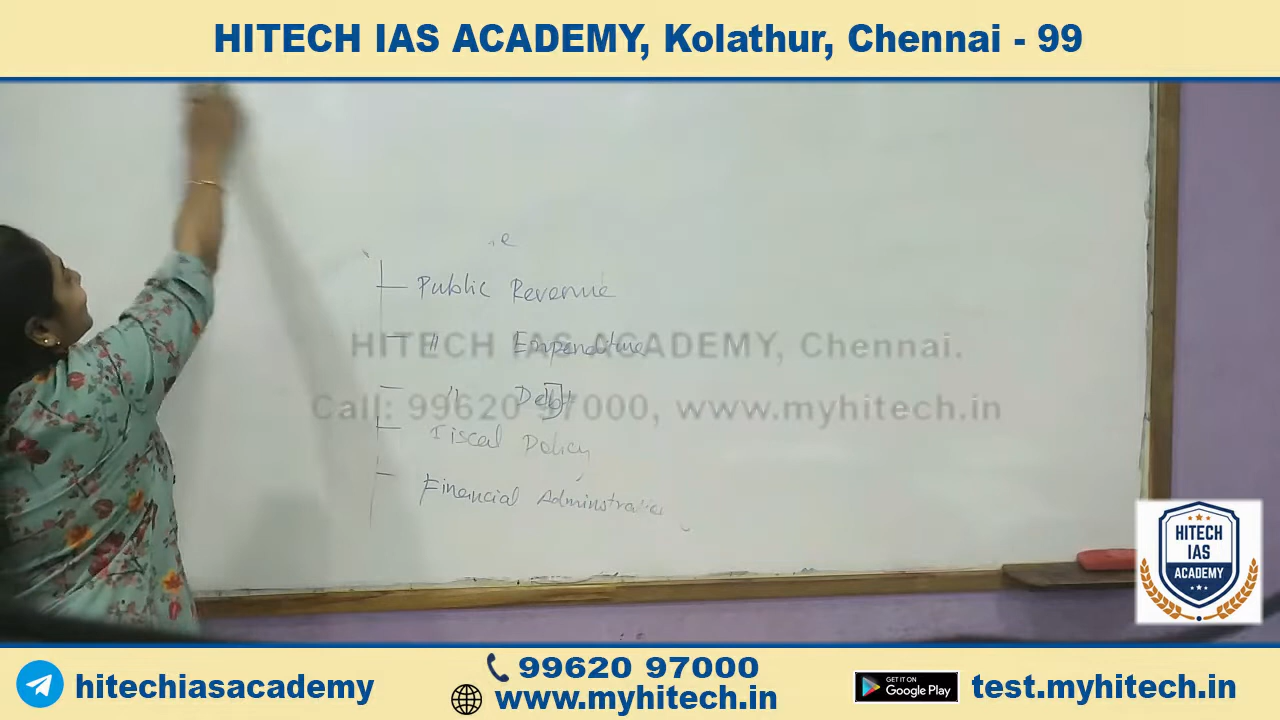 HITECH IAS ACADEMY, Kolathur, Chennai - 99
Public Revenue
HITECH IAS ACADEMY, Chennai.
" Expenditure
" Debt
Call: 99620 97000, www.myhitech.in
Fiscal Policy
Financial Adminstration
HITECH
IAS
ACADEMY
hitechiasacademy
99620 97000
www.myhitech.in
GET IT ON
Google Play
test.myhitech.in